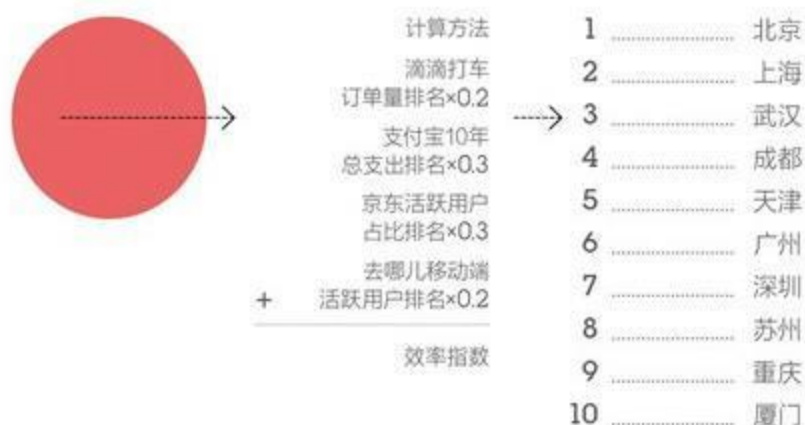 计算方法
滴滴打车
订单量排名×0.2
支付宝10年
总支出排名×0.3
京东活跃用户
占比排名×0.3
去哪儿移动端
+ 活跃用户排名×0.2
效率指数
1 北京
2 上海
3 武汉
4 成都
5 天津
6 广州
7 深圳
8 苏州
9 重庆
10 厦门